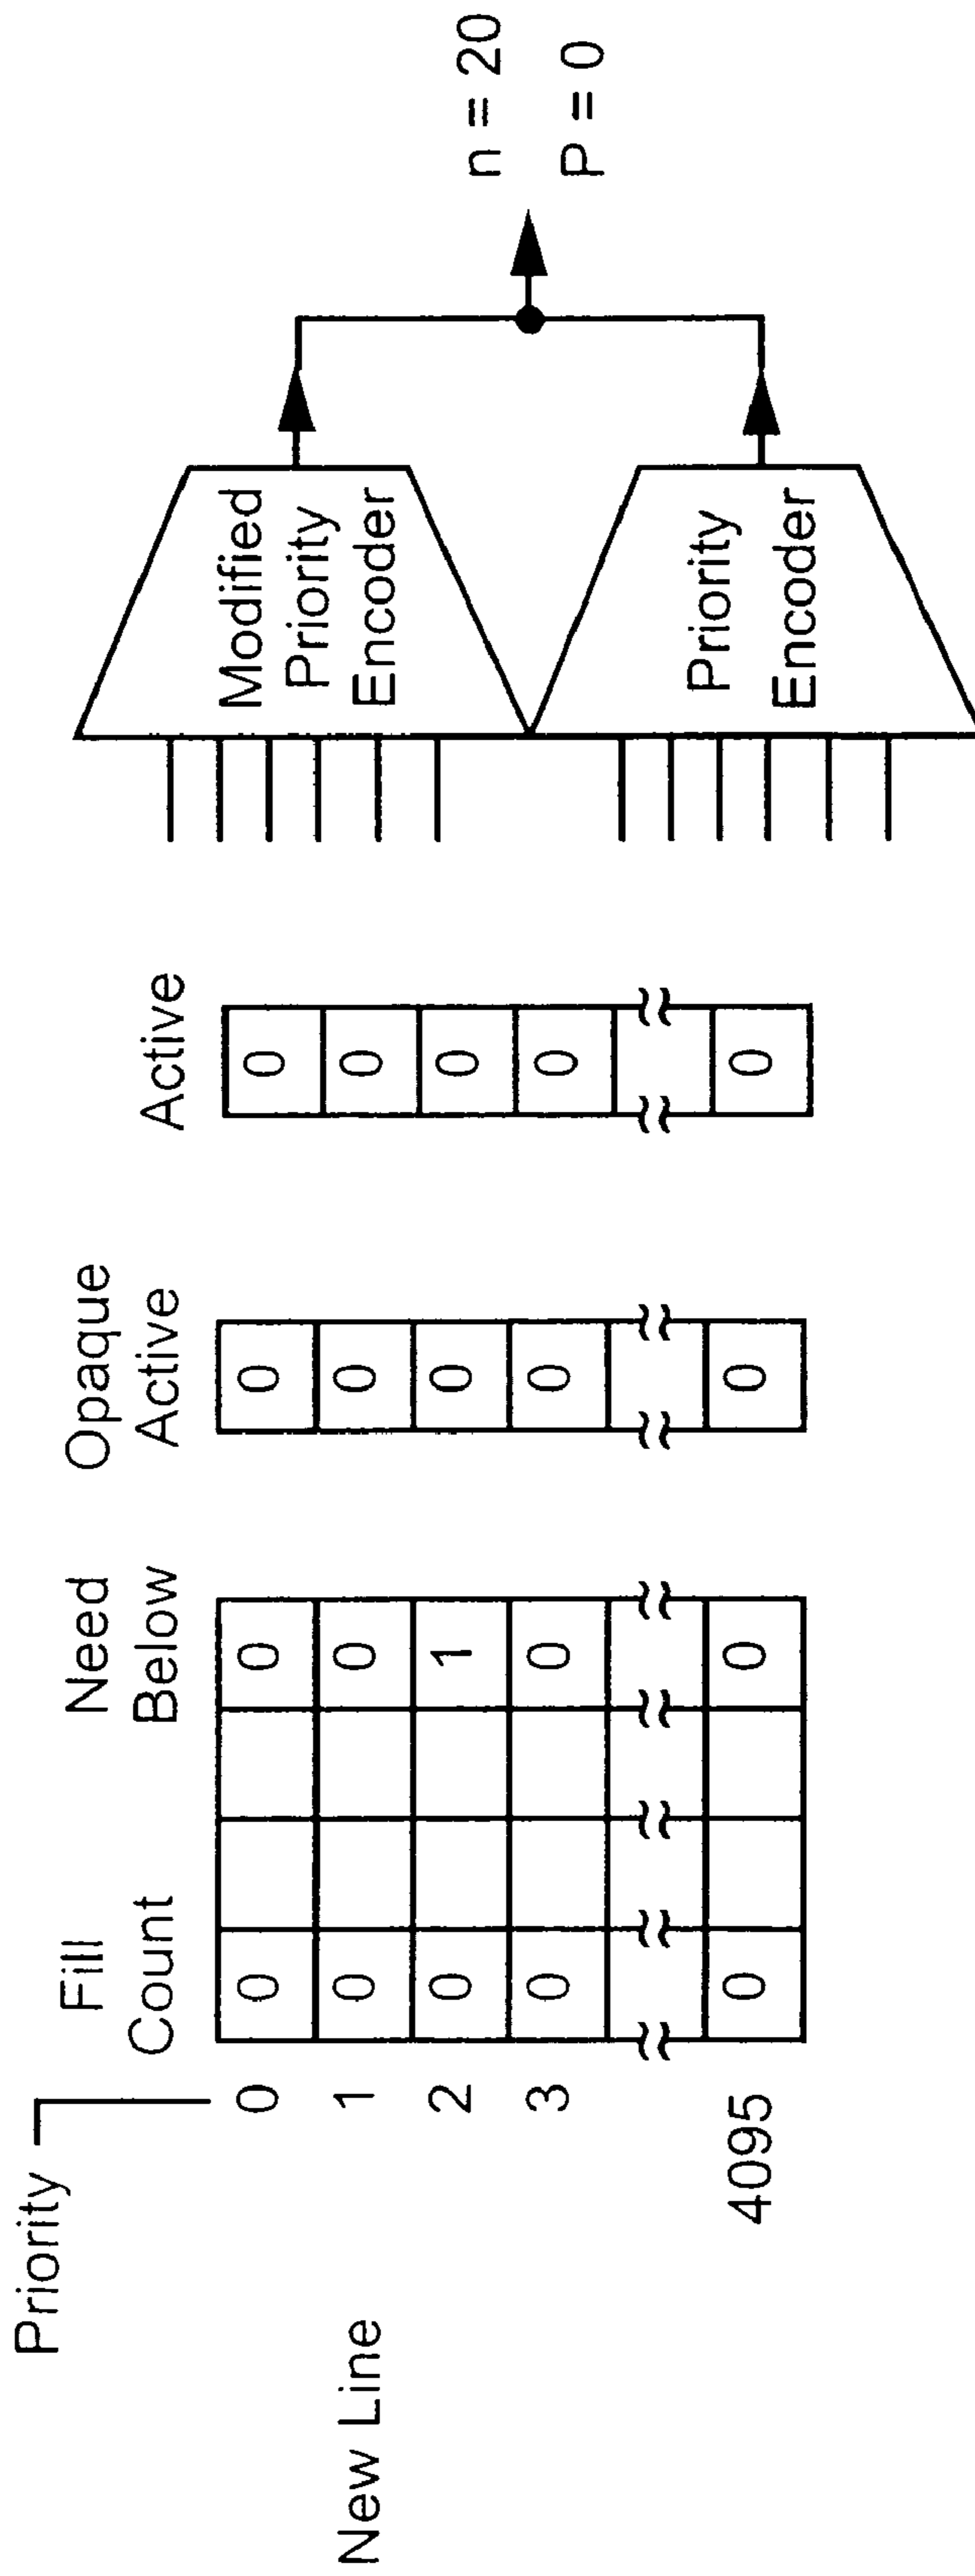 Priority
Fill
Count
Need
Below
Opaque
Active
Active
New Line
0 0 0 0 0
1 0 0 0 0
2 0 1 0 0
3 0 0 0 0
4095 0 0 0 0
Modified
Priority
Encoder
Priority
Encoder
n = 20
P = 0